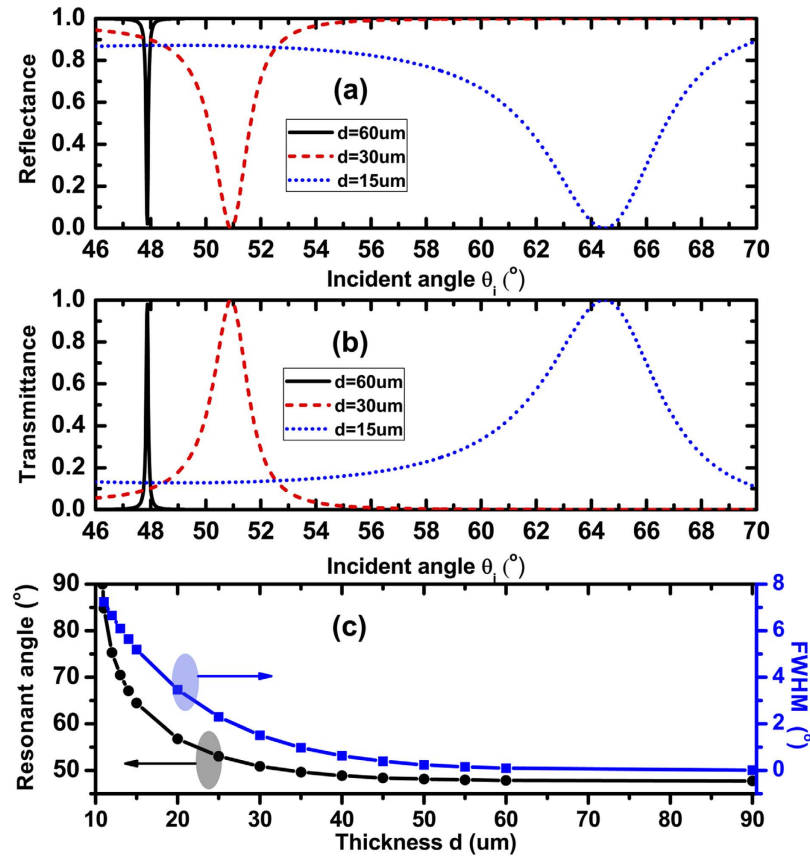 1.0
0.8
0.6
0.4
0.2
0.0
Reflectance
(a)
d=60um
d=30um
d=15um
46 48 50 52 54 56 58 60 62 64 66 68 70
Incident angle θi (°)
1.0
0.8
0.6
0.4
0.2
0.0
Transmittance
(b)
d=60um
d=30um
d=15um
46 48 50 52 54 56 58 60 62 64 66 68 70
Incident angle θi (°)
90
80
70
60
50
Resonant angle (°)
(c)
8
6
4
2
0
FWHM (°)
10 20 30 40 50 60 70 80 90
Thickness d (um)